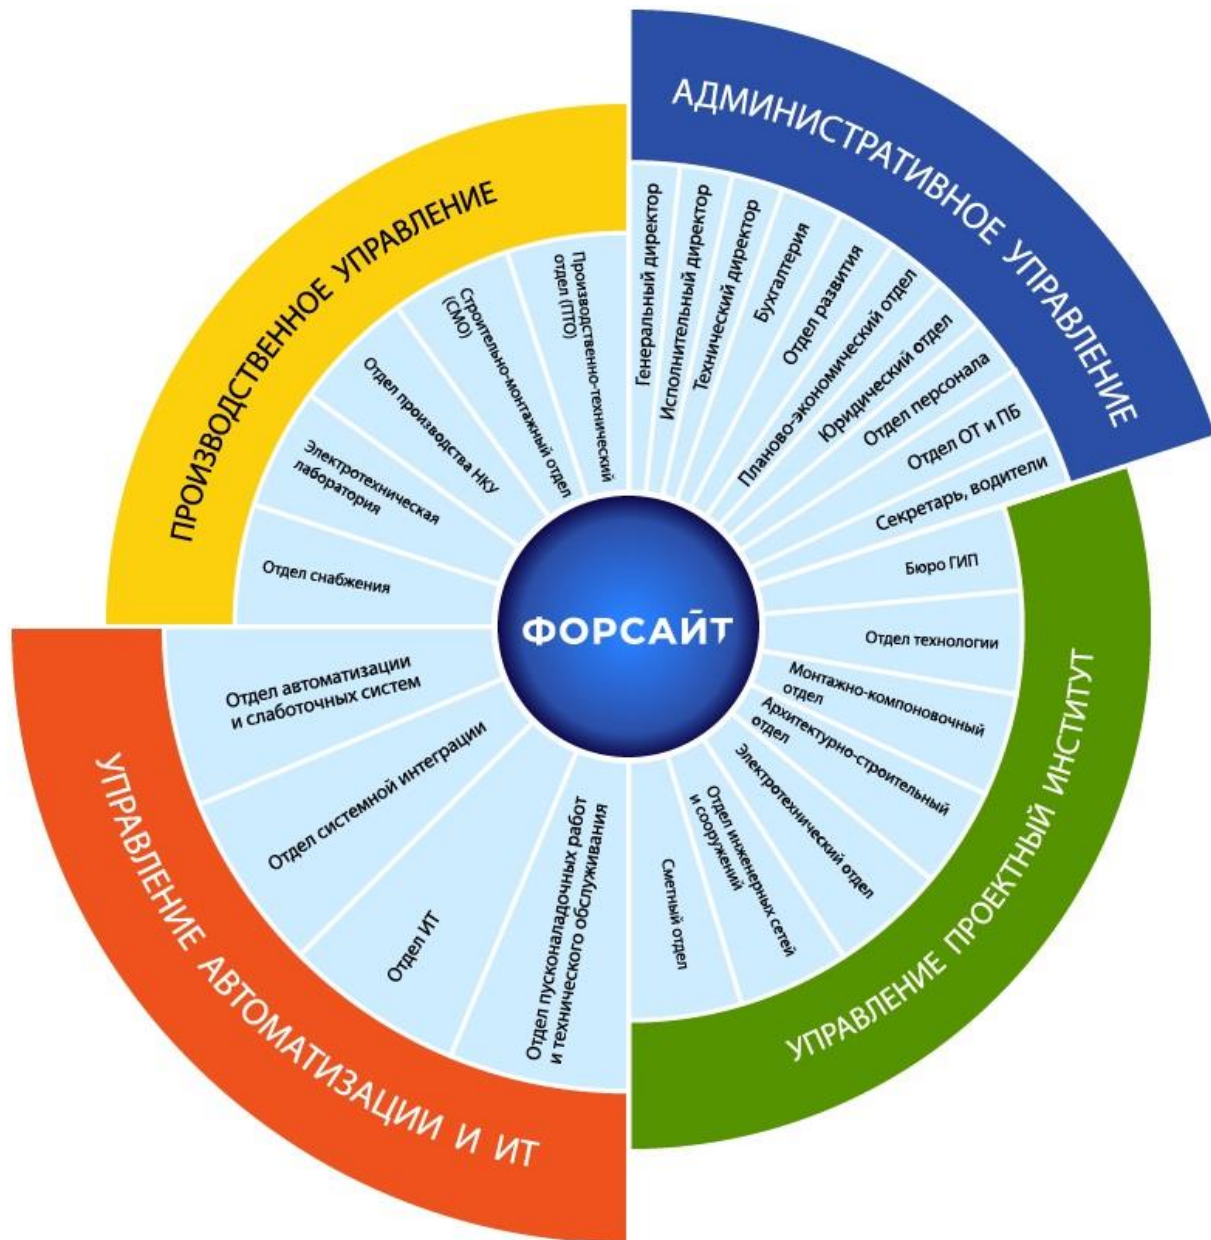 АДМИНИСТРАТИВНОЕ УПРАВЛЕНИЕ
Генеральный директор
Исполнительный директор
Технический директор
Бухгалтерия
Отдел развития
Планово-экономический отдел
Юридический отдел
Отдел персонала
Отдел ОТ и ПБ
Секретарь, водители
УПРАВЛЕНИЕ ПРОЕКТНЫЙ ИНСТИТУТ
Бюро ГИП
Отдел технологии
Монтажно-компоновочный
отдел
Архитектурно-строительный
отдел
Электротехнический отдел
Отдел инженерных сетей
и сооружений
Сметный отдел
УПРАВЛЕНИЕ АВТОМАТИЗАЦИИ И ИТ
Отдел пусконаладочных работ
и технического обслуживания
Отдел ИТ
Отдел системной интеграции
Отдел автоматизации
и слаботочных систем
ПРОИЗВОДСТВЕННОЕ УПРАВЛЕНИЕ
Отдел снабжения
Электротехническая
лаборатория
Отдел производства НКУ
Строительно-монтажный отдел
(СМО)
Производственно-технический
отдел (ПТО)
ФОРСАЙТ